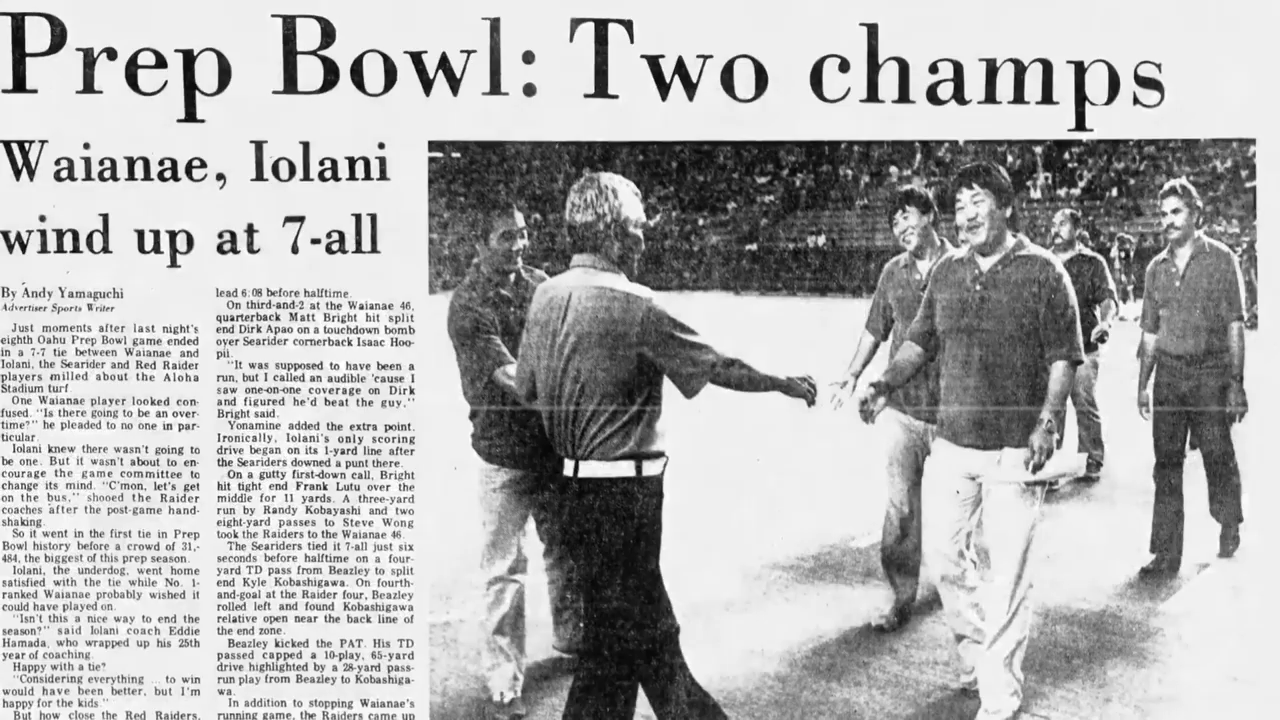 Prep Bowl: Two champs
Waianae, Iolani
wind up at 7-all
By Andy Yamaguchi
Advertiser Sports Writer
Just moments after last night's
eighth Oahu Prep Bowl game ended
in a 7-7 tie between Waianae and
Iolani, the Searider and Red Raider
players milled about the Aloha
Stadium turf.
One Waianae player looked con-
fused. "Is there going to be an over-
time?" he pleaded to no one in par-
ticular.
Iolani knew there wasn't going to
be one. But it wasn't about to en-
courage the game committee to
change its mind. "C'mon, let's get
on the bus," shooed the Raider
coaches after the post-game hand-
shaking.
So it went in the first tie in Prep
Bowl history before a crowd of 31,-
484, the biggest of this prep season.
Iolani, the underdog, went home
satisfied with the tie while No. 1-
ranked Waianae probably wished it
could have played on.
"Isn't this a nice way to end the
season?" said Iolani coach Eddie
Hamada, who wrapped up his 25th
year of coaching.
Happy with a tie?
"Considering everything ... to win
would have been better, but I'm
happy for the kids."
But how close the Red Raiders,
lead 6:08 before halftime.
On third-and-2 at the Waianae 46,
quarterback Matt Bright hit split
end Dirk Apao on a touchdown bomb
over Searider cornerback Isaac Hoo-
pii.
"It was supposed to have been a
run, but I called an audible 'cause I
saw one-on-one coverage on Dirk
and figured he'd beat the guy,"
Bright said.
Yonamine added the extra point.
Ironically, Iolani's only scoring
drive began on its 1-yard line after
the Seariders downed a punt there.
On a gutty first-down call, Bright
hit tight end Frank Lutu over the
middle for 11 yards. A three-yard
run by Randy Kobayashi and two
eight-yard passes to Steve Wong
took the Raiders to the Waianae 46.
The Seariders tied it 7-all just six
seconds before halftime on a four-
yard TD pass from Beazley to split
end Kyle Kobashigawa. On fourth-
and-goal at the Raider four, Beazley
rolled left and found Kobashigawa
relative open near the back line of
the end zone.
Beazley kicked the PAT. His TD
passed capped a 10-play, 65-yard
drive highlighted by a 28-yard pass-
run play from Beazley to Kobashiga-
wa.
In addition to stopping Waianae's
running game, the Raiders came up